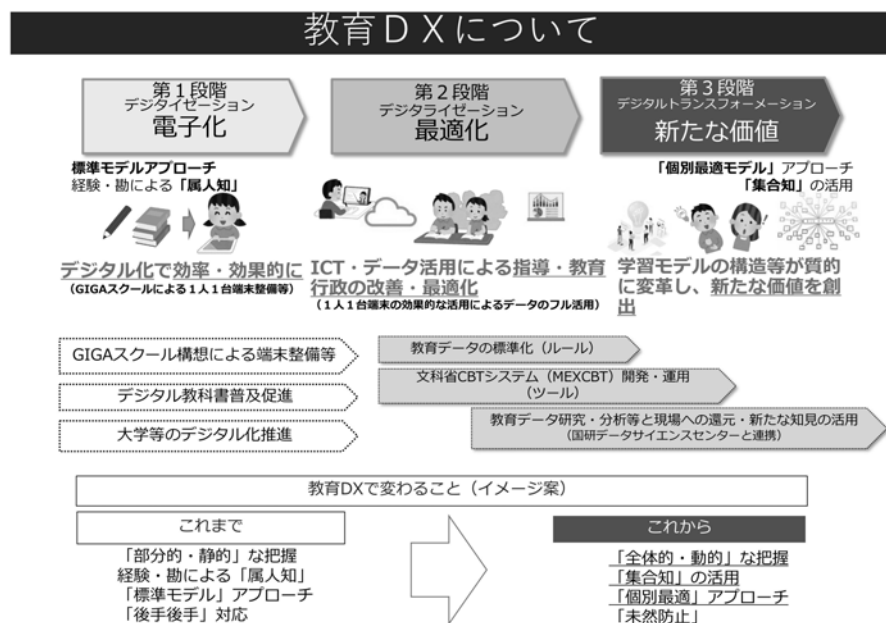 教育ＤＸについて
第１段階
デジタイゼーション
電子化
第２段階
デジタライゼーション
最適化
第３段階
デジタルトランスフォーメーション
新たな価値
標準モデルアプローチ
経験・勘による「属人知」
「個別最適モデル」アプローチ
「集合知」の活用
デジタル化で効率・効果的に
（GIGAスクールによる１人１台端末整備等）
ICT・データ活用による指導・教育
行政の改善・最適化
（１人１台端末の効果的な活用によるデータのフル活用）
学習モデルの構造等が質的
に変革し、新たな価値を創
出
GIGAスクール構想による端末整備等
デジタル教科書普及促進
大学等のデジタル化推進
教育データの標準化（ルール）
文科省CBTシステム（MEXCBT）開発・運用
（ツール）
教育データ研究・分析等と現場への還元・新たな知見の活用
（国研データサイエンスセンターと連携）
教育DXで変わること（イメージ案）
これまで
「部分的・静的」な把握
経験・勘による「属人知」
「標準モデル」アプローチ
「後手後手」対応
これから
「全体的・動的」な把握
「集合知」の活用
「個別最適」アプローチ
「未然防止」